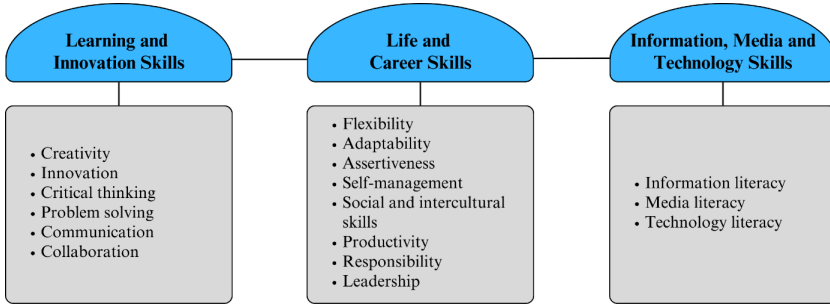 Learning and
Innovation Skills
• Creativity
• Innovation
• Critical thinking
• Problem solving
• Communication
• Collaboration
Life and
Career Skills
• Flexibility
• Adaptability
• Assertiveness
• Self-management
• Social and intercultural
skills
• Productivity
• Responsibility
• Leadership
Information, Media and
Technology Skills
• Information literacy
• Media literacy
• Technology literacy